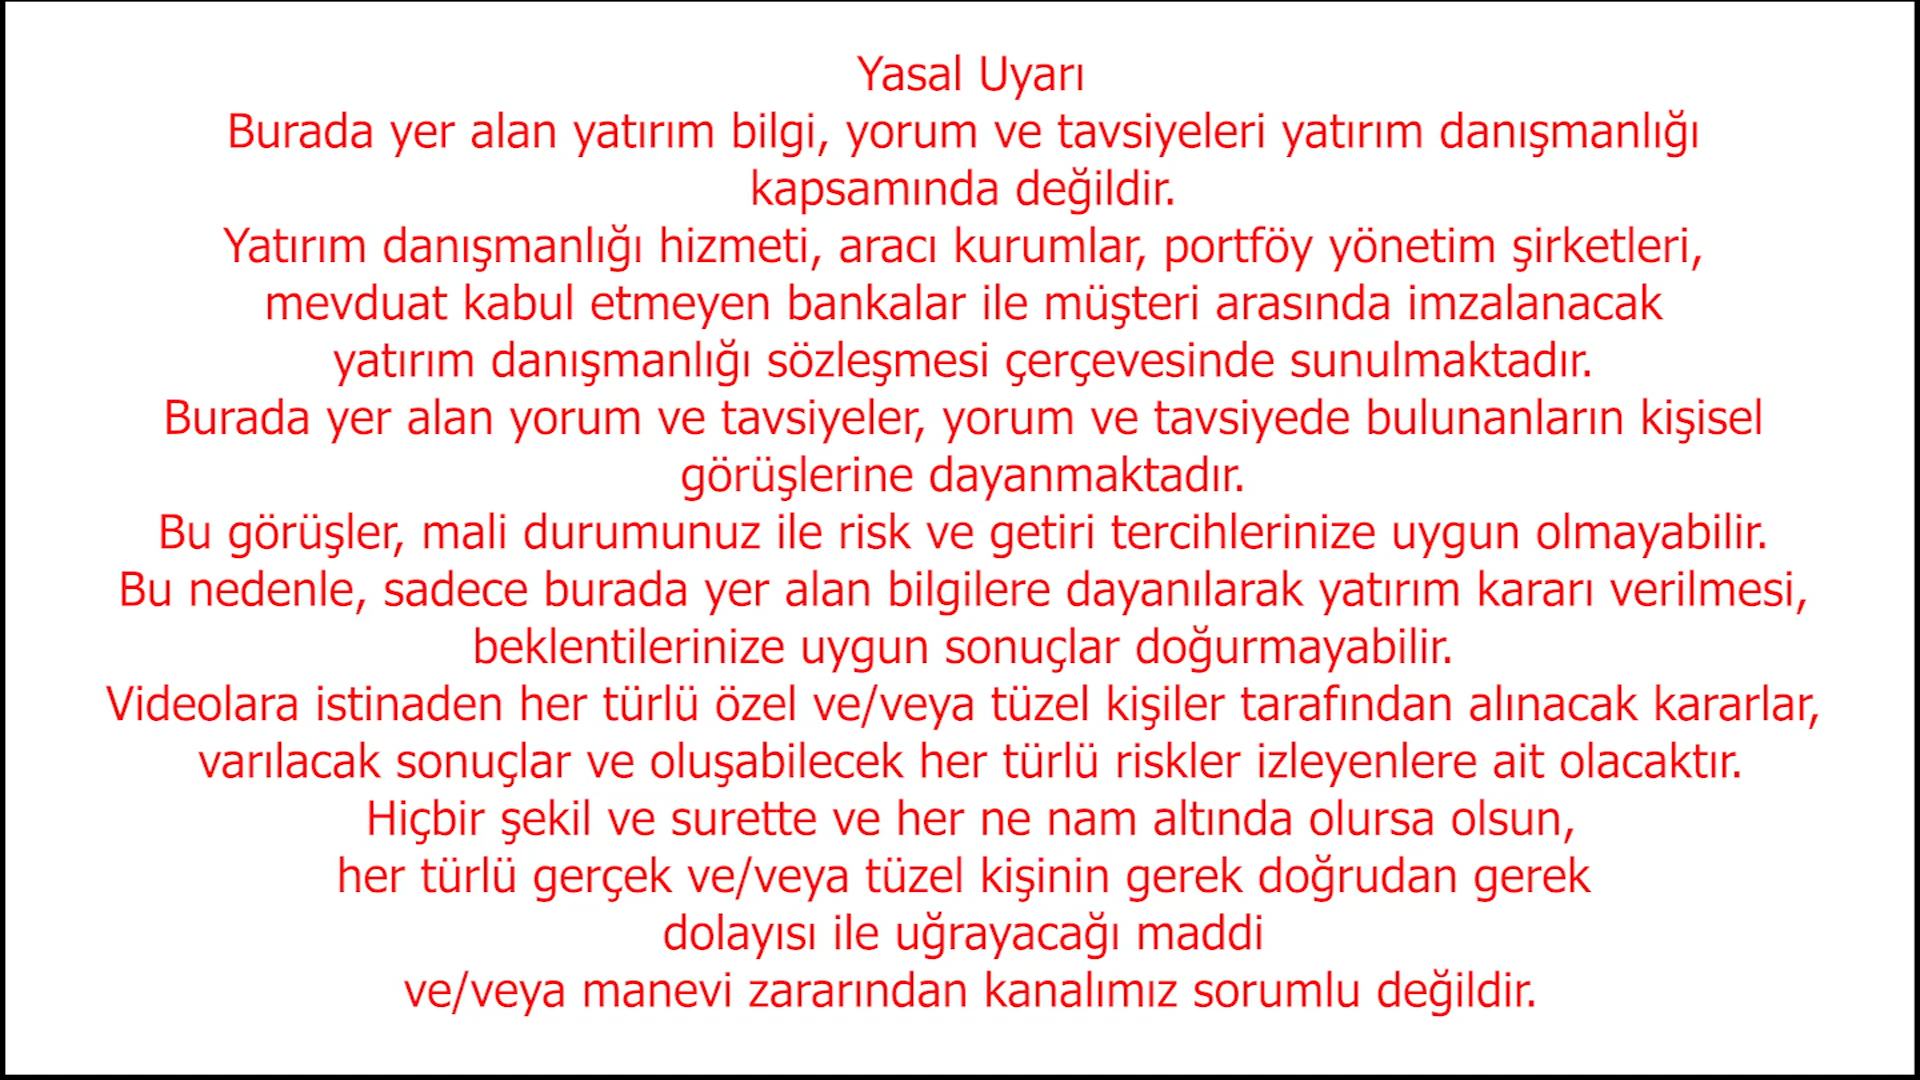 Yasal Uyarı
Burada yer alan yatırım bilgi, yorum ve tavsiyeleri yatırım danışmanlığı
kapsamında değildir.
Yatırım danışmanlığı hizmeti, aracı kurumlar, portföy yönetim şirketleri,
mevduat kabul etmeyen bankalar ile müşteri arasında imzalanacak
yatırım danışmanlığı sözleşmesi çerçevesinde sunulmaktadır.
Burada yer alan yorum ve tavsiyeler, yorum ve tavsiyede bulunanların kişisel
görüşlerine dayanmaktadır.
Bu görüşler, mali durumunuz ile risk ve getiri tercihlerinize uygun olmayabilir.
Bu nedenle, sadece burada yer alan bilgilere dayanılarak yatırım kararı verilmesi,
beklentilerinize uygun sonuçlar doğurmayabilir.
Videolara istinaden her türlü özel ve/veya tüzel kişiler tarafından alınacak kararlar,
varılacak sonuçlar ve oluşabilecek her türlü riskler izleyenlere ait olacaktır.
Hiçbir şekil ve surette ve her ne nam altında olursa olsun,
her türlü gerçek ve/veya tüzel kişinin gerek doğrudan gerek
dolayısı ile uğrayacağı maddi
ve/veya manevi zararından kanalımız sorumlu değildir.